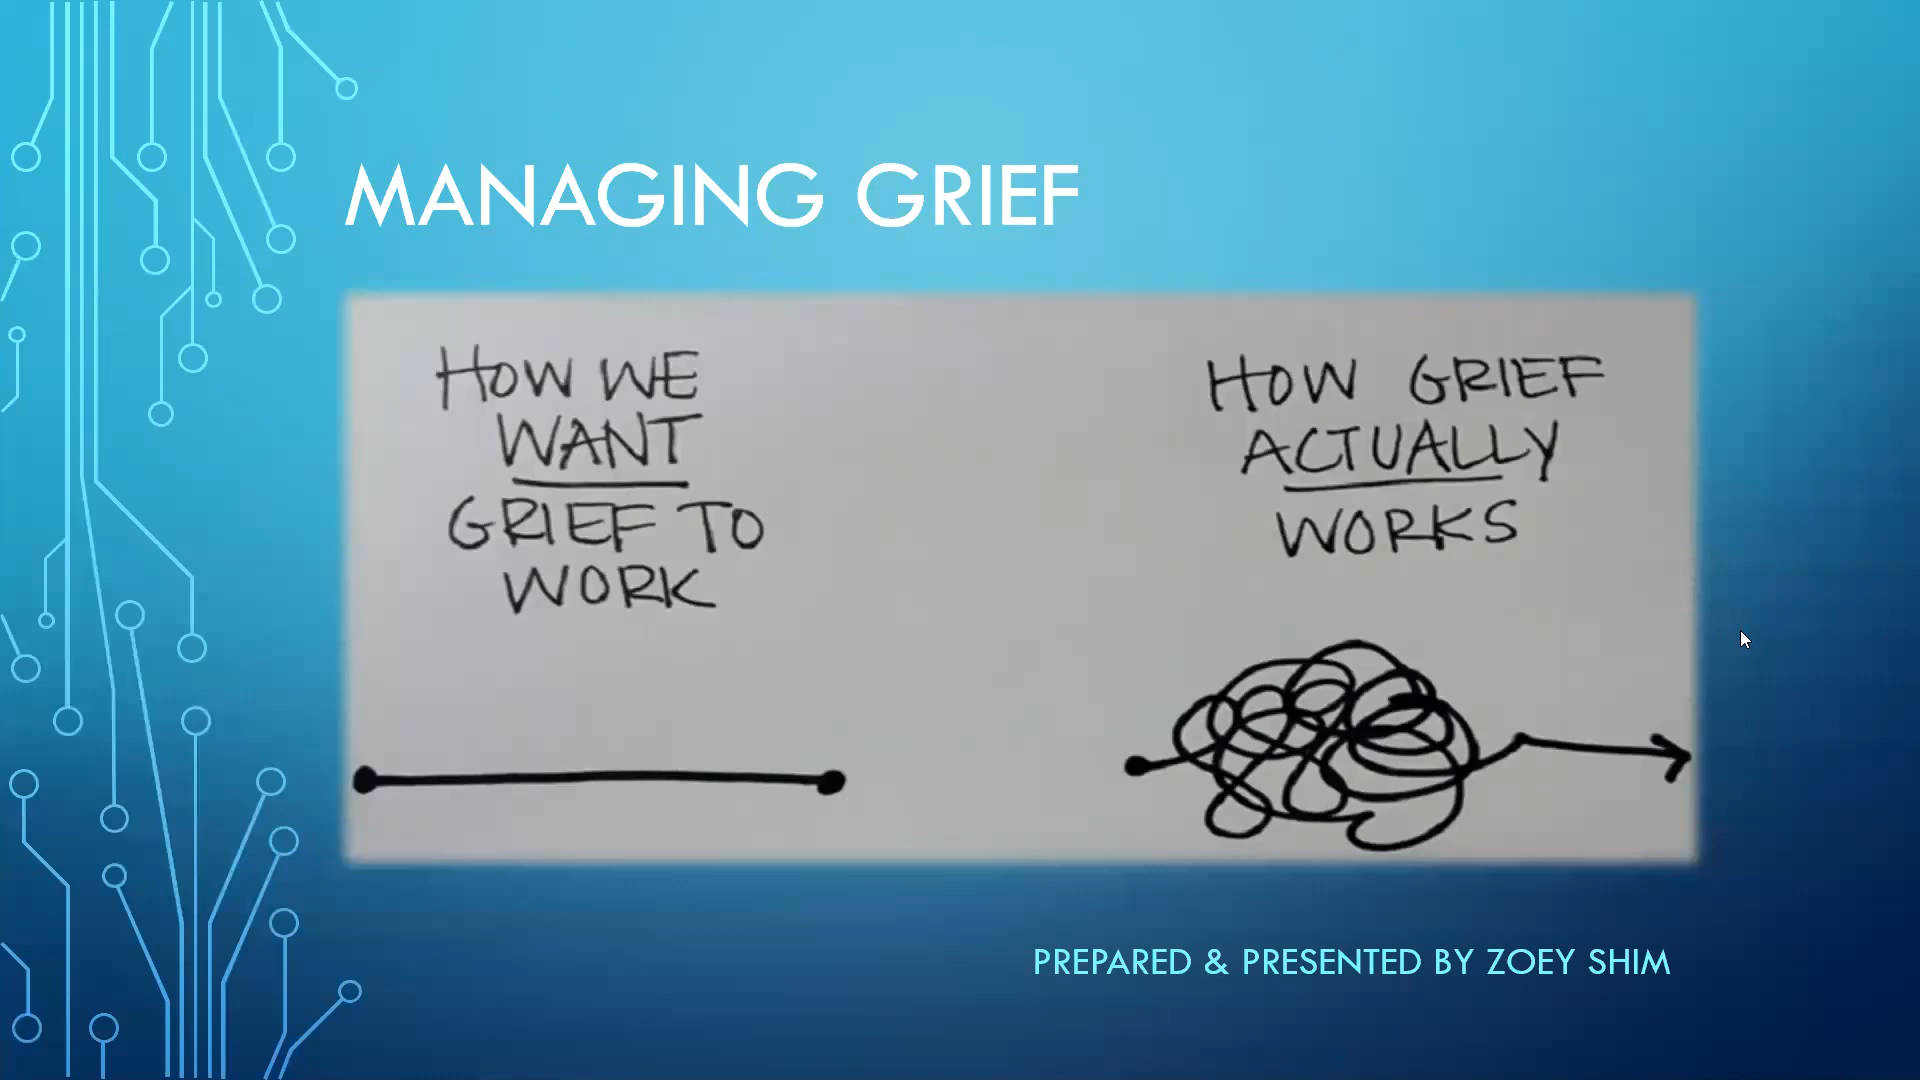 MANAGING GRIEF
HOW WE
WANT
GRIEF TO
WORK
HOW GRIEF
ACTUALLY
WORKS
PREPARED & PRESENTED BY ZOEY SHIM